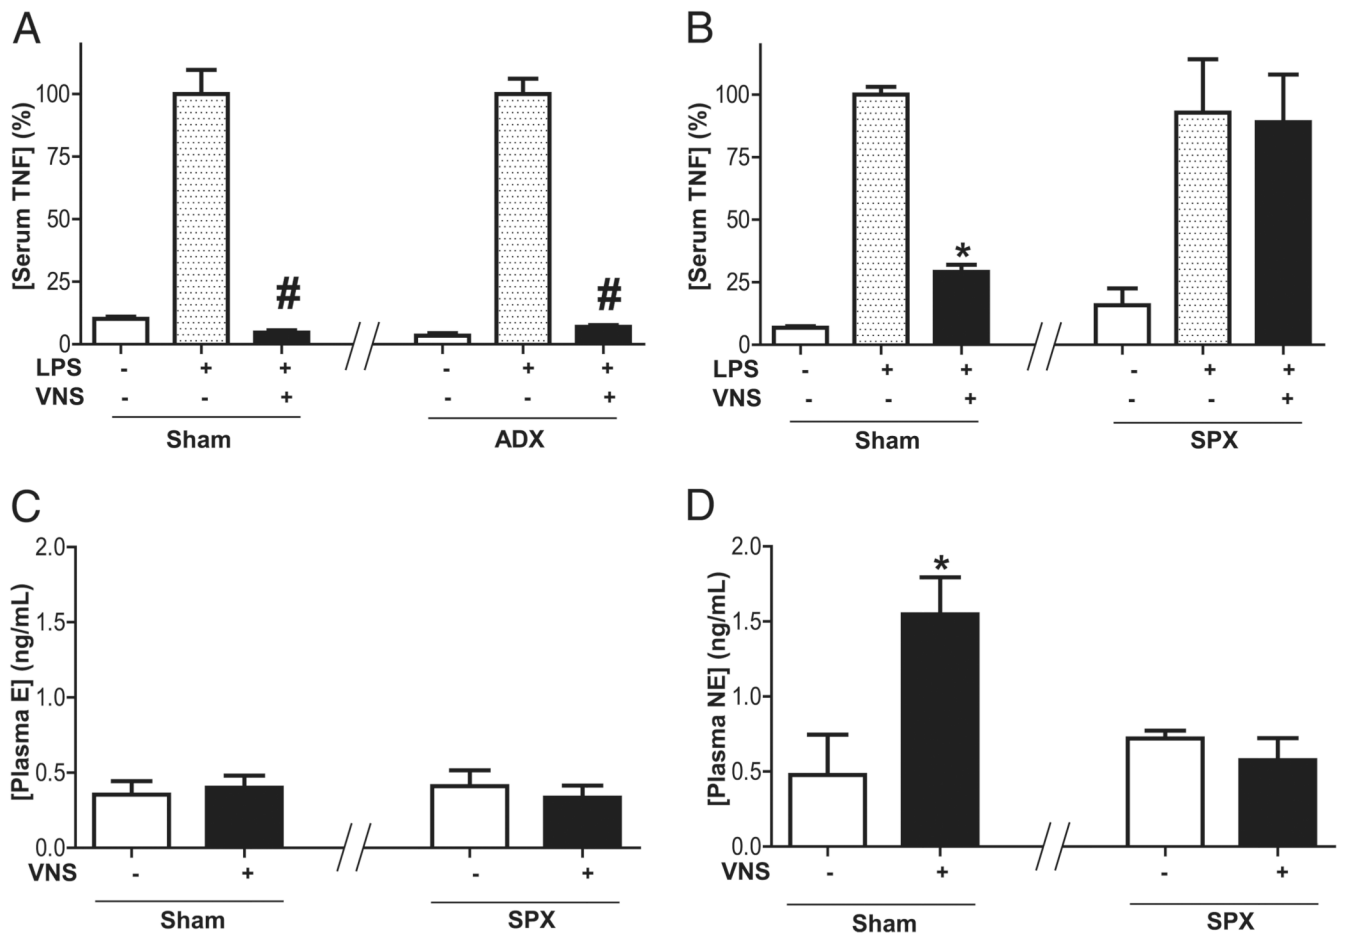 A
[Serum TNF] (%)
100
75
50
25
0
#
#
LPS - + + - + +
VNS - - + - - +
Sham ADX
B
[Serum TNF] (%)
100
75
50
25
0
*
LPS - + + - + +
VNS - - + - - +
Sham SPX
C
[Plasma E] (ng/mL)
2.0
1.5
1.0
0.5
0.0
VNS - + - +
Sham SPX
D
[Plasma NE] (ng/mL)
2.0
1.5
1.0
0.5
0.0
*
VNS - + - +
Sham SPX